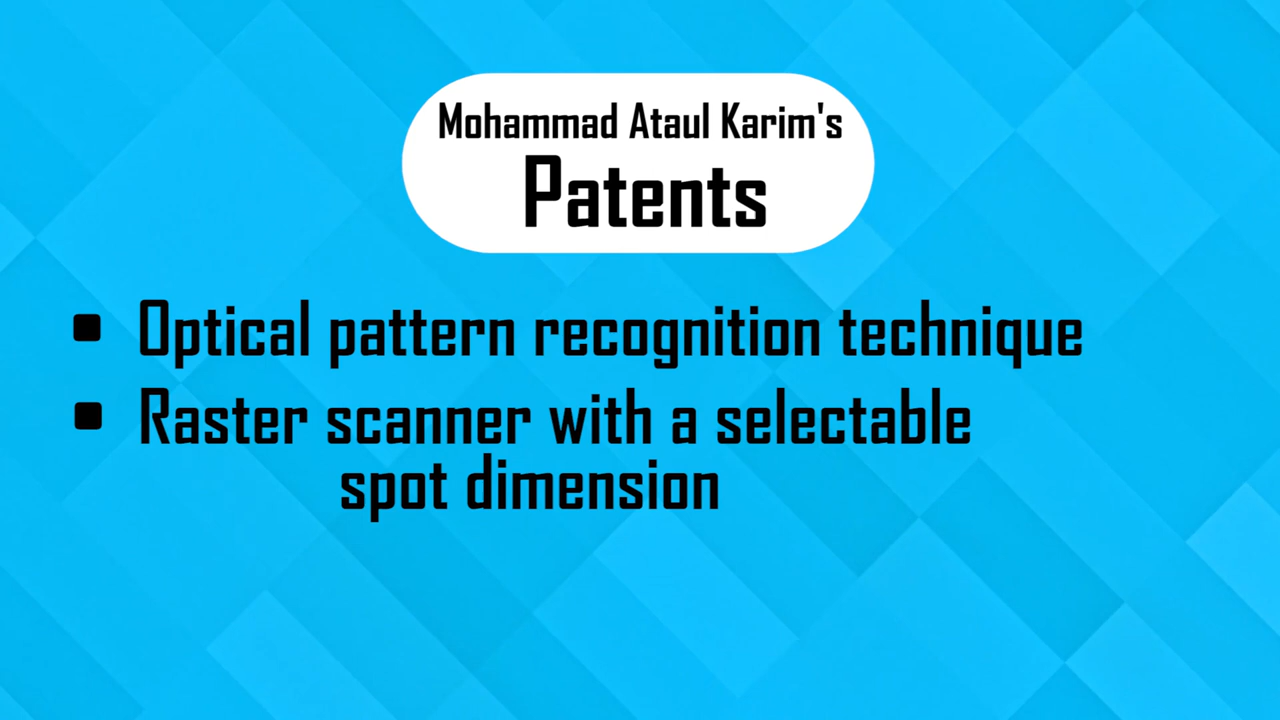 Mohammad Ataul Karim's
Patents
▪ Optical pattern recognition technique
▪ Raster scanner with a selectable
spot dimension